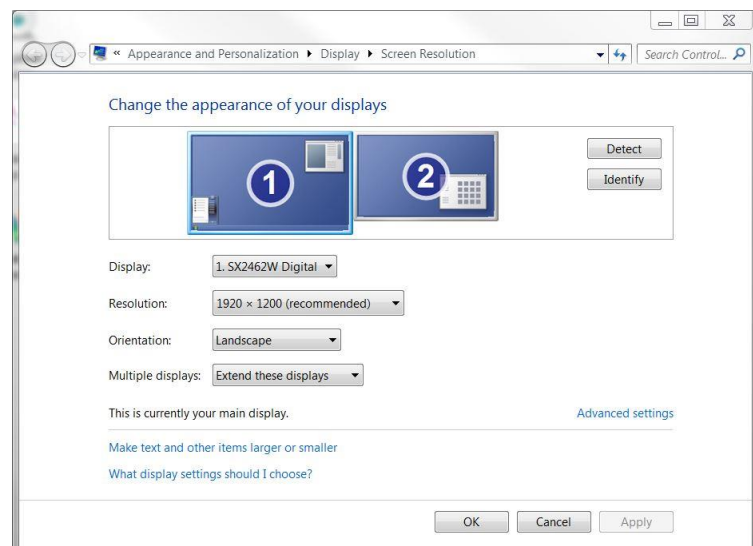 « Appearance and Personalization ▸ Display ▸ Screen Resolution Search Control...
Change the appearance of your displays
1 2
Detect
Identify
Display: 1. SX2462W Digital
Resolution: 1920 × 1200 (recommended)
Orientation: Landscape
Multiple displays: Extend these displays
This is currently your main display. Advanced settings
Make text and other items larger or smaller
What display settings should I choose?
OK Cancel Apply